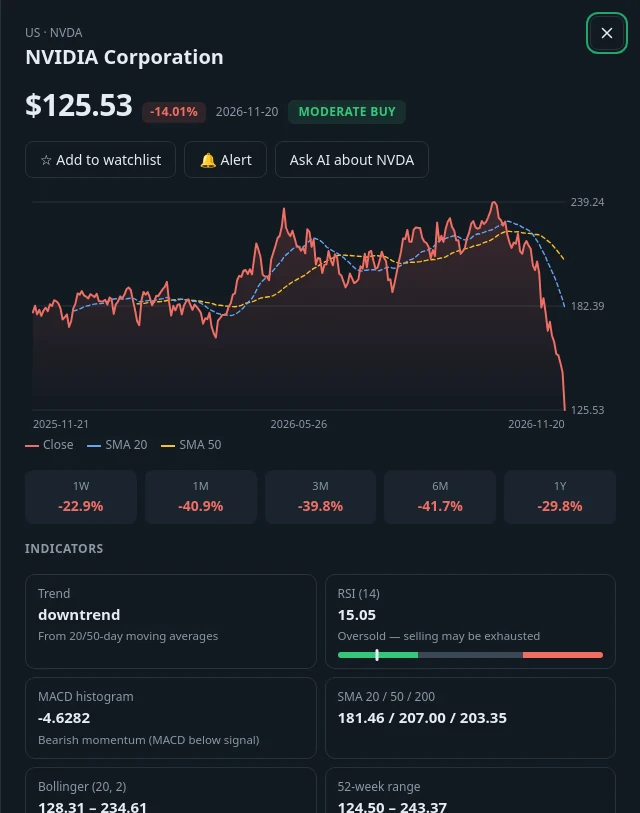 US · NVDA
NVIDIA Corporation
$125.53 -14.01% 2026-11-20 MODERATE BUY
☆ Add to watchlist 🔔 Alert Ask AI about NVDA
239.24
182.39
125.53
2025-11-21 2026-05-26 2026-11-20
Close SMA 20 SMA 50
1W 1M 3M 6M 1Y
-22.9% -40.9% -39.8% -41.7% -29.8%
INDICATORS
Trend
downtrend
From 20/50-day moving averages
RSI (14)
15.05
Oversold — selling may be exhausted
MACD histogram
-4.6282
Bearish momentum (MACD below signal)
SMA 20 / 50 / 200
181.46 / 207.00 / 203.35
Bollinger (20, 2)
128.31 – 234.61
52-week range
124.50 – 243.37